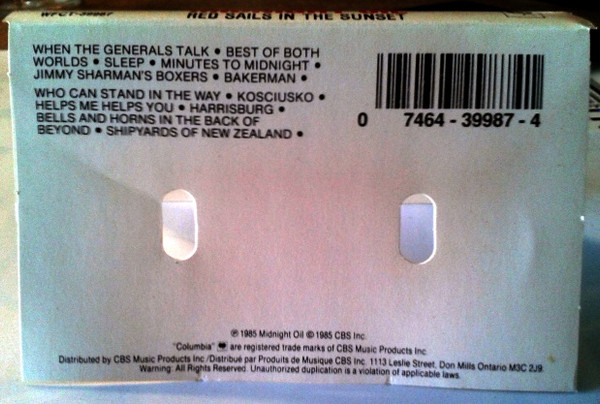 WFCT-39987
RED SAILS IN THE SUNSET
WHEN THE GENERALS TALK • BEST OF BOTH
WORLDS • SLEEP • MINUTES TO MIDNIGHT •
JIMMY SHARMAN'S BOXERS • BAKERMAN •
WHO CAN STAND IN THE WAY • KOSCIUSKO •
HELPS ME HELPS YOU • HARRISBURG •
BELLS AND HORNS IN THE BACK OF
BEYOND • SHIPYARDS OF NEW ZEALAND •
0 7464 - 39987 - 4
℗ 1985 Midnight Oil © 1985 CBS Inc.
"Columbia" are registered trade marks of CBS Music Products Inc.
Distributed by CBS Music Products Inc./Distribué par Produits de Musique CBS Inc. 1113 Leslie Street, Don Mills Ontario M3C 2J9.
Warning: All Rights Reserved. Unauthorized duplication is a violation of applicable laws.